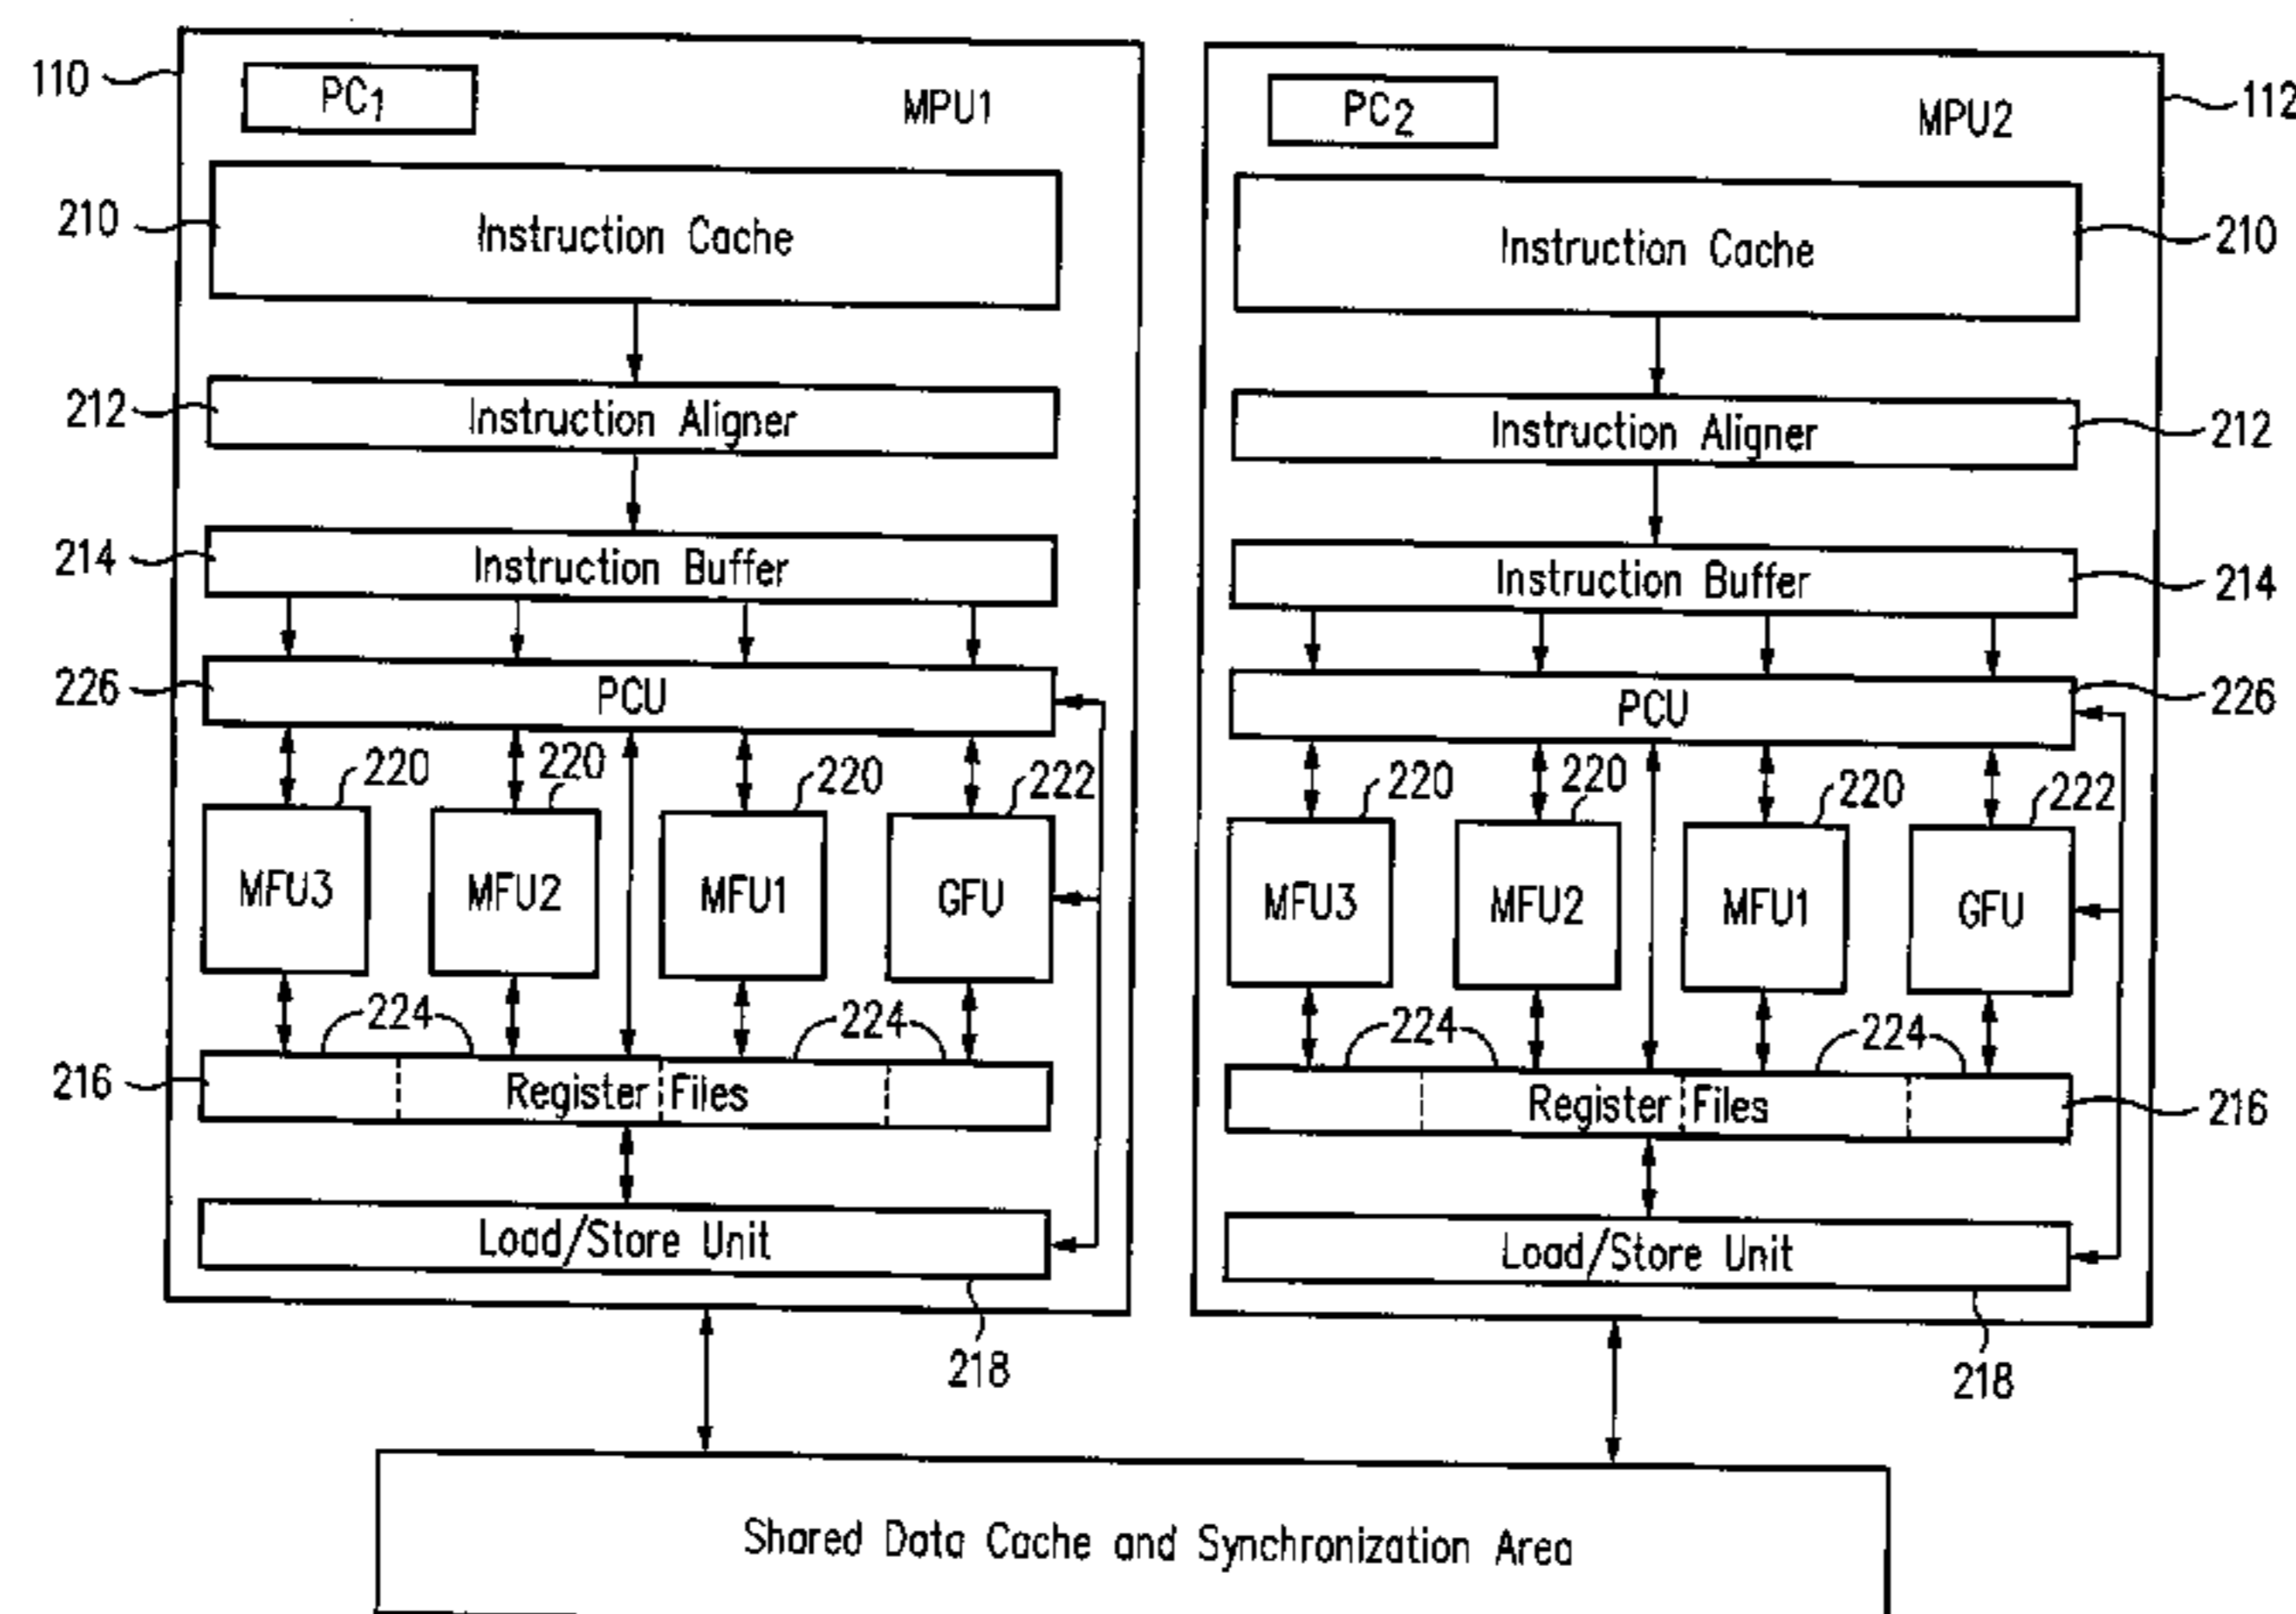 110
PC1
MPU1
210
Instruction Cache
212
Instruction Aligner
214
Instruction Buffer
226
PCU
220
220
220
222
MFU3
MFU2
MFU1
GFU
224
224
216
Register Files
Load/Store Unit
218
PC2
MPU2
112
Instruction Cache
210
Instruction Aligner
212
Instruction Buffer
214
PCU
226
220
220
220
222
MFU3
MFU2
MFU1
GFU
224
224
Register Files
216
Load/Store Unit
218
Shared Data Cache and Synchronization Area